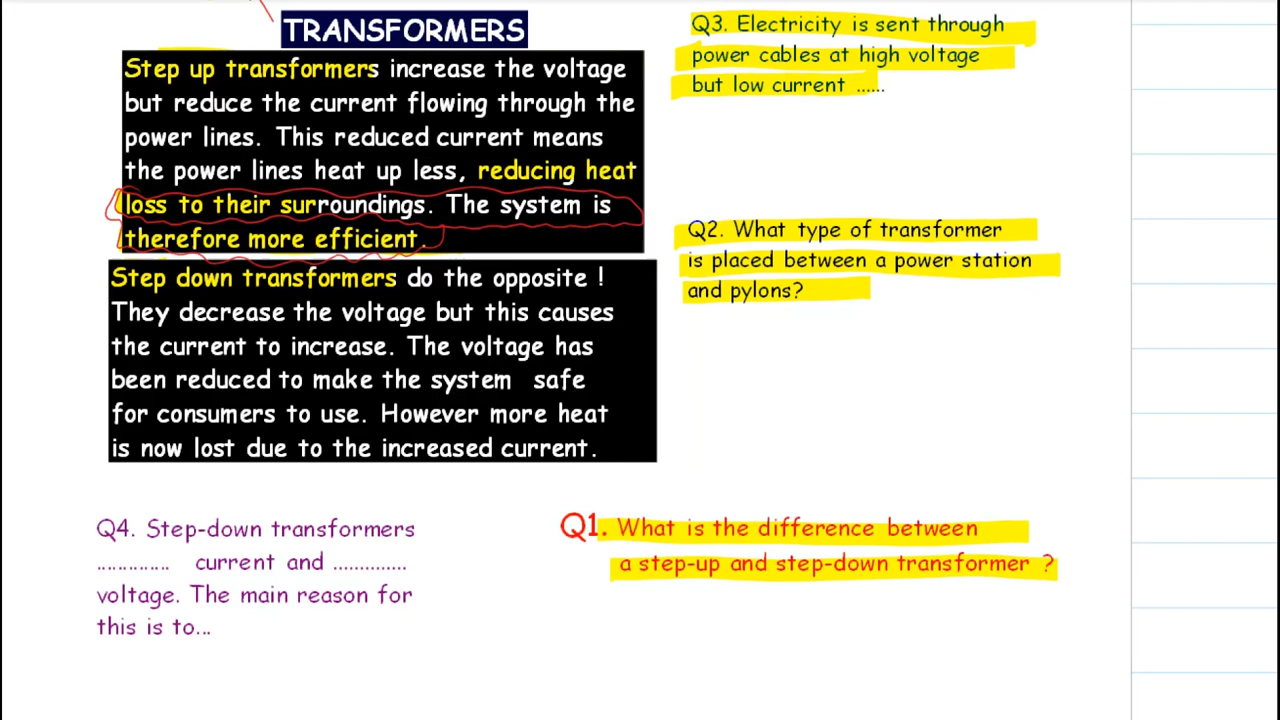 TRANSFORMERS
Step up transformers increase the voltage
but reduce the current flowing through the
power lines. This reduced current means
the power lines heat up less, reducing heat
loss to their surroundings. The system is
therefore more efficient.
Step down transformers do the opposite !
They decrease the voltage but this causes
the current to increase. The voltage has
been reduced to make the system safe
for consumers to use. However more heat
is now lost due to the increased current.
Q3. Electricity is sent through
power cables at high voltage
but low current ......
Q2. What type of transformer
is placed between a power station
and pylons?
Q4. Step-down transformers
.............. current and .............
voltage. The main reason for
this is to...
Q1. What is the difference between
a step-up and step-down transformer ?